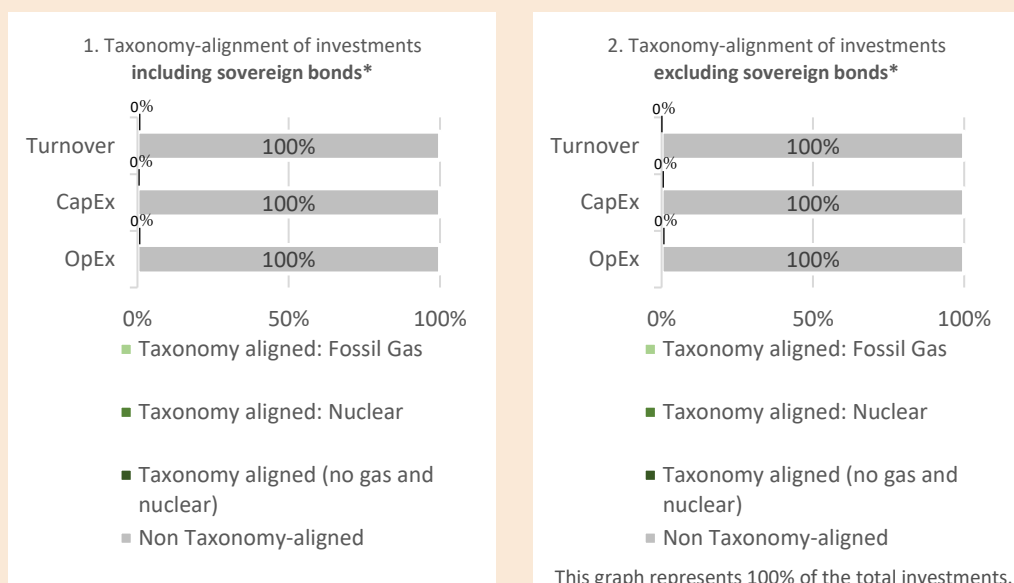 1. Taxonomy-alignment of investments
including sovereign bonds*
0%
Turnover 100%
0%
CapEx 100%
0%
OpEx 100%
0% 50% 100%
Taxonomy aligned: Fossil Gas
Taxonomy aligned: Nuclear
Taxonomy aligned (no gas and
nuclear)
Non Taxonomy-aligned
2. Taxonomy-alignment of investments
excluding sovereign bonds*
0%
Turnover 100%
0%
CapEx 100%
0%
OpEx 100%
0% 50% 100%
Taxonomy aligned: Fossil Gas
Taxonomy aligned: Nuclear
Taxonomy aligned (no gas and
nuclear)
Non Taxonomy-aligned
This graph represents 100% of the total investments.